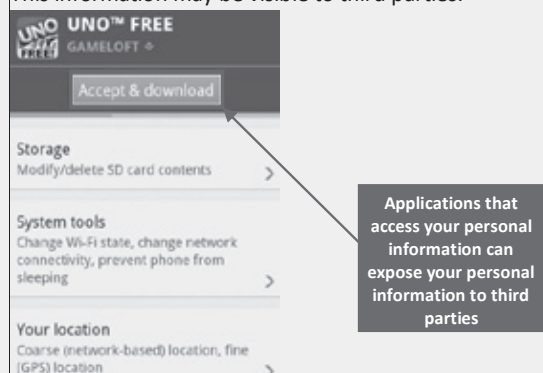 This information may be visible to third parties.
UNO FREE!
UNO™ FREE
GAMELOFT
Accept & download
Storage
Modify/delete SD card contents
System tools
Change Wi-Fi state, change network
connectivity, prevent phone from
sleeping
Your location
Coarse (network-based) location, fine
(GPS) location
Applications that
access your personal
information can
expose your personal
information to third
parties